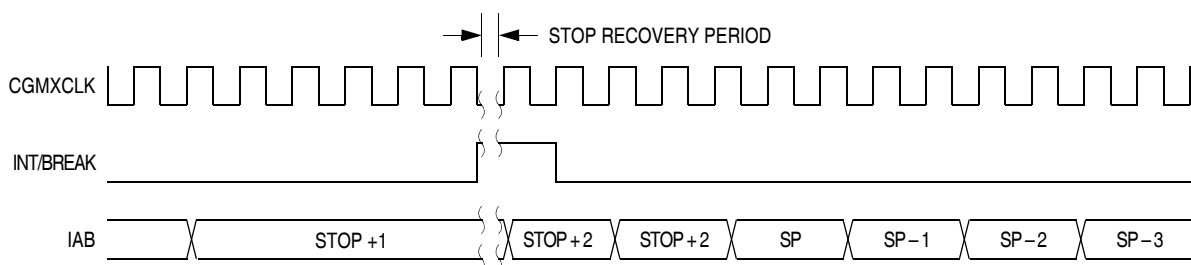 STOP RECOVERY PERIOD
CGMXCLK
INT/BREAK
IAB STOP +1 STOP + 2 STOP + 2 SP SP – 1 SP – 2 SP – 3